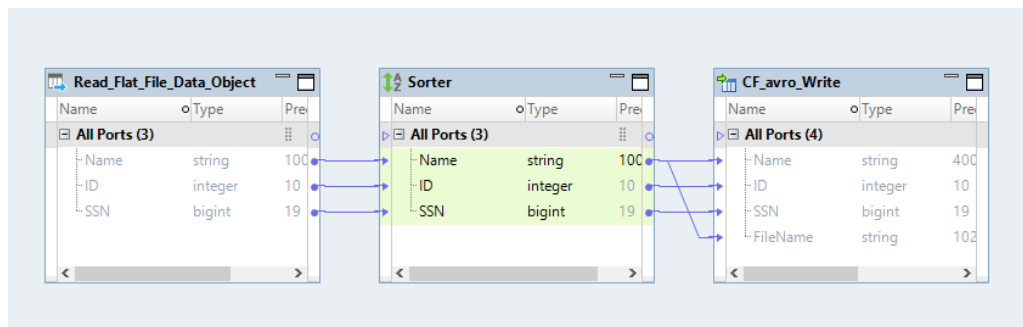 Read_Flat_File_Data_Object
Name Type Pre
All Ports (3)
Name string 100
ID integer 10
SSN bigint 19
Sorter
Name Type Pre
All Ports (3)
Name string 100
ID integer 10
SSN bigint 19
CF_avro_Write
Name Type Pre
All Ports (4)
Name string 400
ID integer 10
SSN bigint 19
FileName string 102